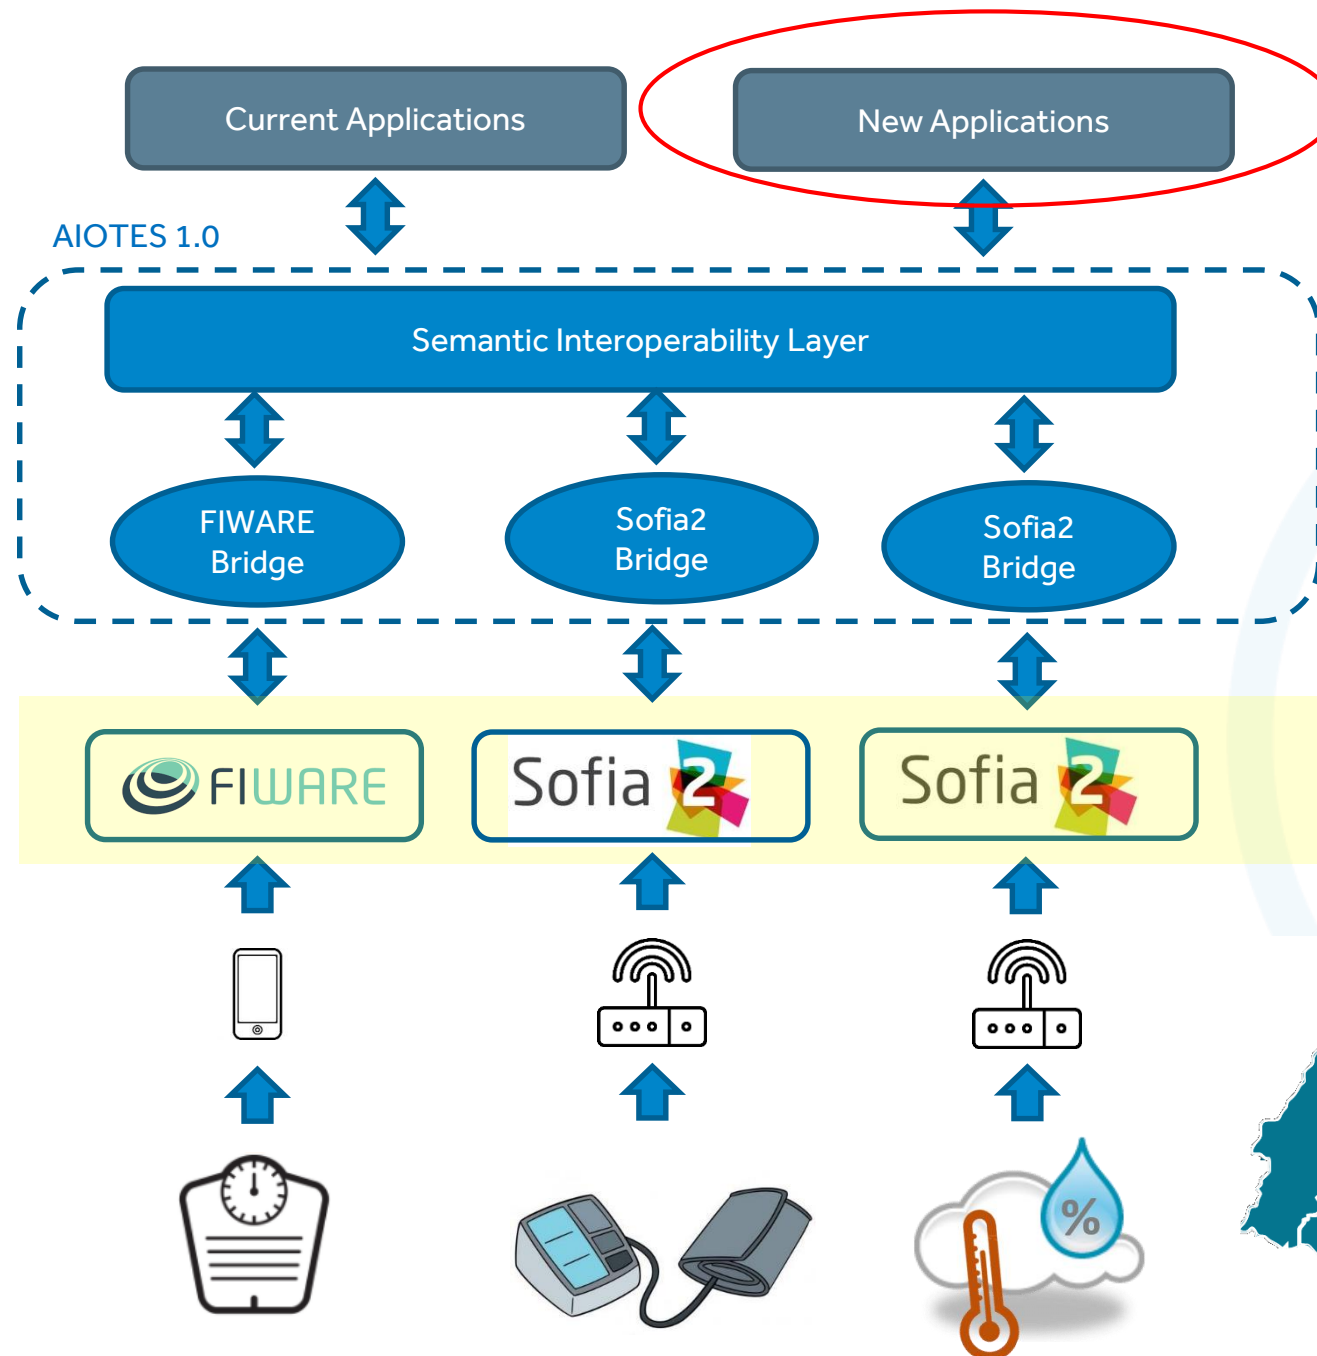 Current Applications
New Applications
AIOTES 1.0
Semantic Interoperability Layer
FIWARE
Bridge
Sofia2
Bridge
Sofia2
Bridge
FIWARE
Sofia 2
Sofia 2
%